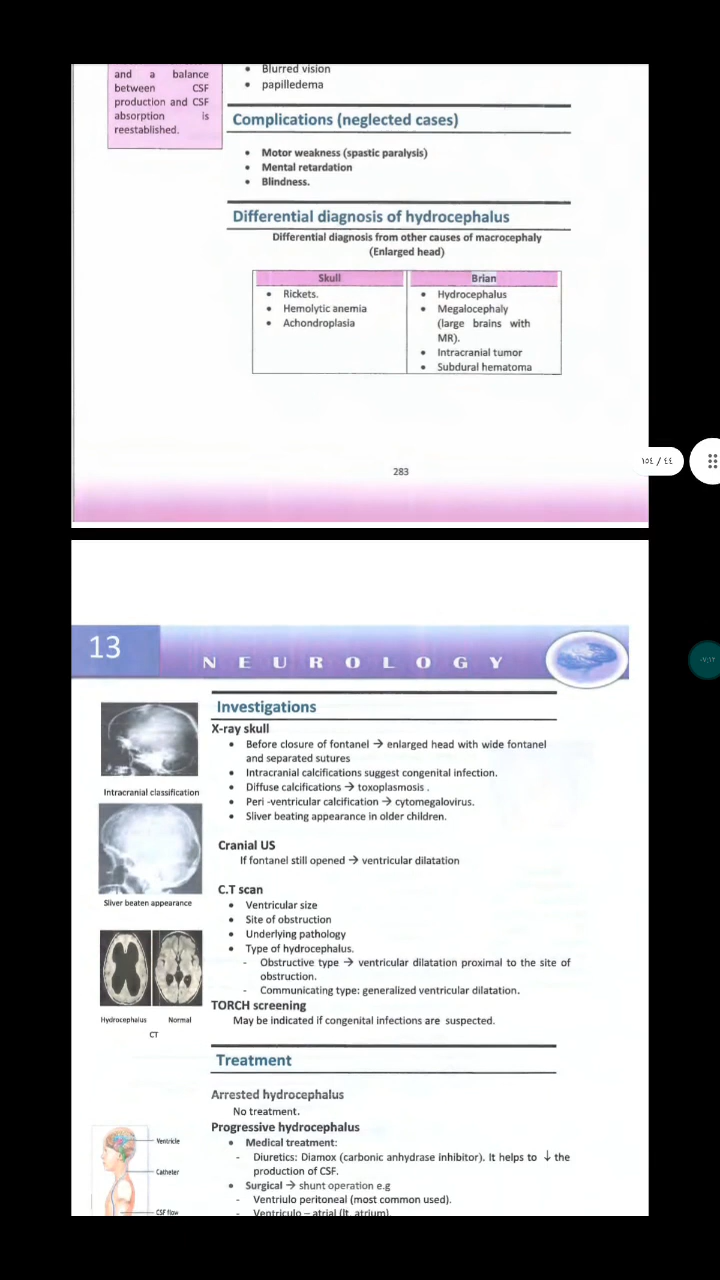 and a balance
between CSF
production and CSF
absorption is
reestablished.
• Blurred vision
• papilledema
Complications (neglected cases)
• Motor weakness (spastic paralysis)
• Mental retardation
• Blindness.
Differential diagnosis of hydrocephalus
Differential diagnosis from other causes of macrocephaly
(Enlarged head)
Skull
• Rickets.
• Hemolytic anemia
• Achondroplasia
Brian
• Hydrocephalus
• Megalocephaly
(large brains with
MR).
• Intracranial tumor
• Subdural hematoma
283
١٥٤ / ٤٤
13
NEUROLOGY
٠٧:١٢
Intracranial classification
Sliver beaten appearance
Hydrocephalus Normal
CT
Investigations
X-ray skull
• Before closure of fontanel → enlarged head with wide fontanel
and separated sutures
• Intracranial calcifications suggest congenital infection.
• Diffuse calcifications → toxoplasmosis .
• Peri -ventricular calcification → cytomegalovirus.
• Sliver beating appearance in older children.
Cranial US
If fontanel still opened → ventricular dilatation
C.T scan
• Ventricular size
• Site of obstruction
• Underlying pathology
• Type of hydrocephalus.
- Obstructive type → ventricular dilatation proximal to the site of
obstruction.
- Communicating type: generalized ventricular dilatation.
TORCH screening
May be indicated if congenital infections are suspected.
Treatment
Arrested hydrocephalus
No treatment.
Progressive hydrocephalus
• Medical treatment:
- Diuretics: Diamox (carbonic anhydrase inhibitor). It helps to ↓ the
production of CSF.
• Surgical → shunt operation e.g
- Ventriulo peritoneal (most common used).
- Ventriculo – atrial (lt. atrium).
Ventricle
Catheter
CSF flow